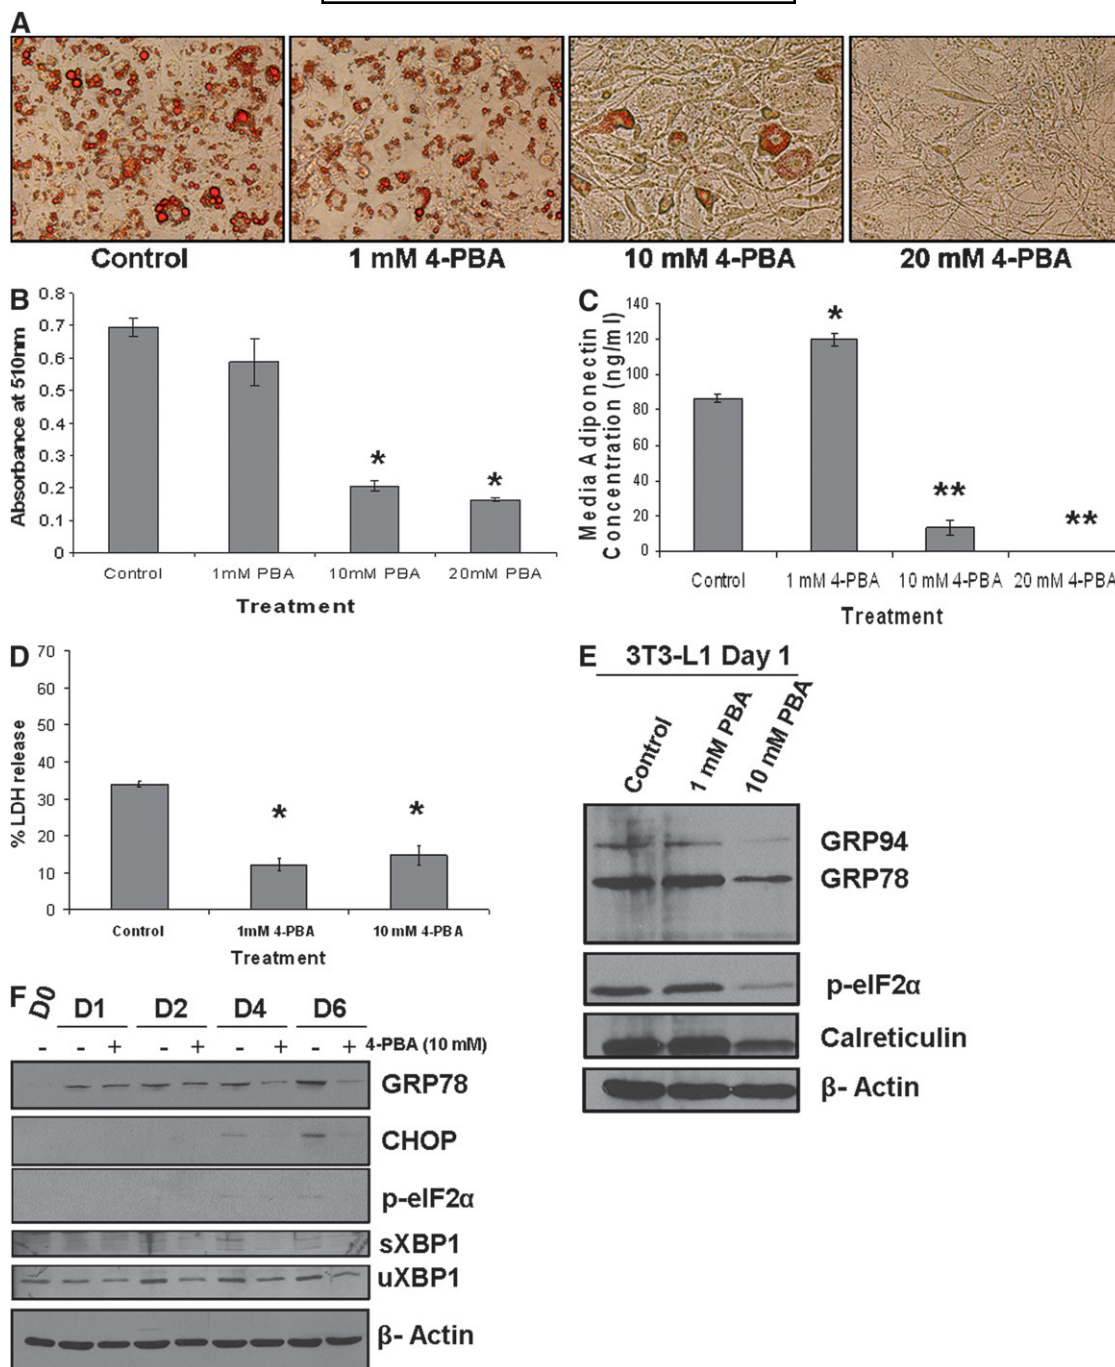 A
Control
1 mM 4-PBA
10 mM 4-PBA
20 mM 4-PBA
B
Absorbance at 510nm
0.8
0.7
0.6
0.5
0.4
0.3
0.2
0.1
0
*
*
Control
1mM PBA
10mM PBA
20mM PBA
Treatment
C
Media Adiponectin
Concentration (ng/ml)
140
120
100
80
60
40
20
0
*
**
**
Control
1 mM 4-PBA
10 mM 4-PBA
20 mM 4-PBA
Treatment
D
% LDH release
70
60
50
40
30
20
10
0
*
*
Control
1mM 4-PBA
10 mM 4-PBA
Treatment
E
3T3-L1 Day 1
Control
1 mM PBA
10 mM PBA
GRP94
GRP78
p-eIF2α
Calreticulin
β- Actin
F
D0 D1 D2 D4 D6
- - + - + - + - + 4-PBA (10 mM)
GRP78
CHOP
p-eIF2α
sXBP1
uXBP1
β- Actin